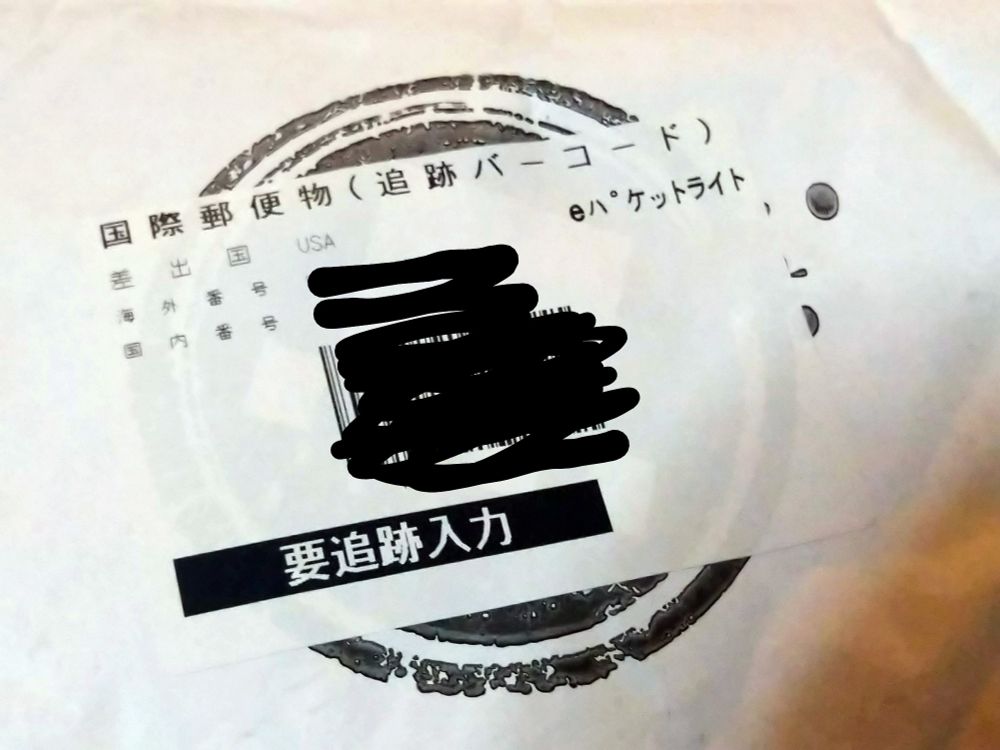 国際郵便物(追跡バーコード)
eパケットライト
差出国 USA
海外番号
国内番号
要追跡入力